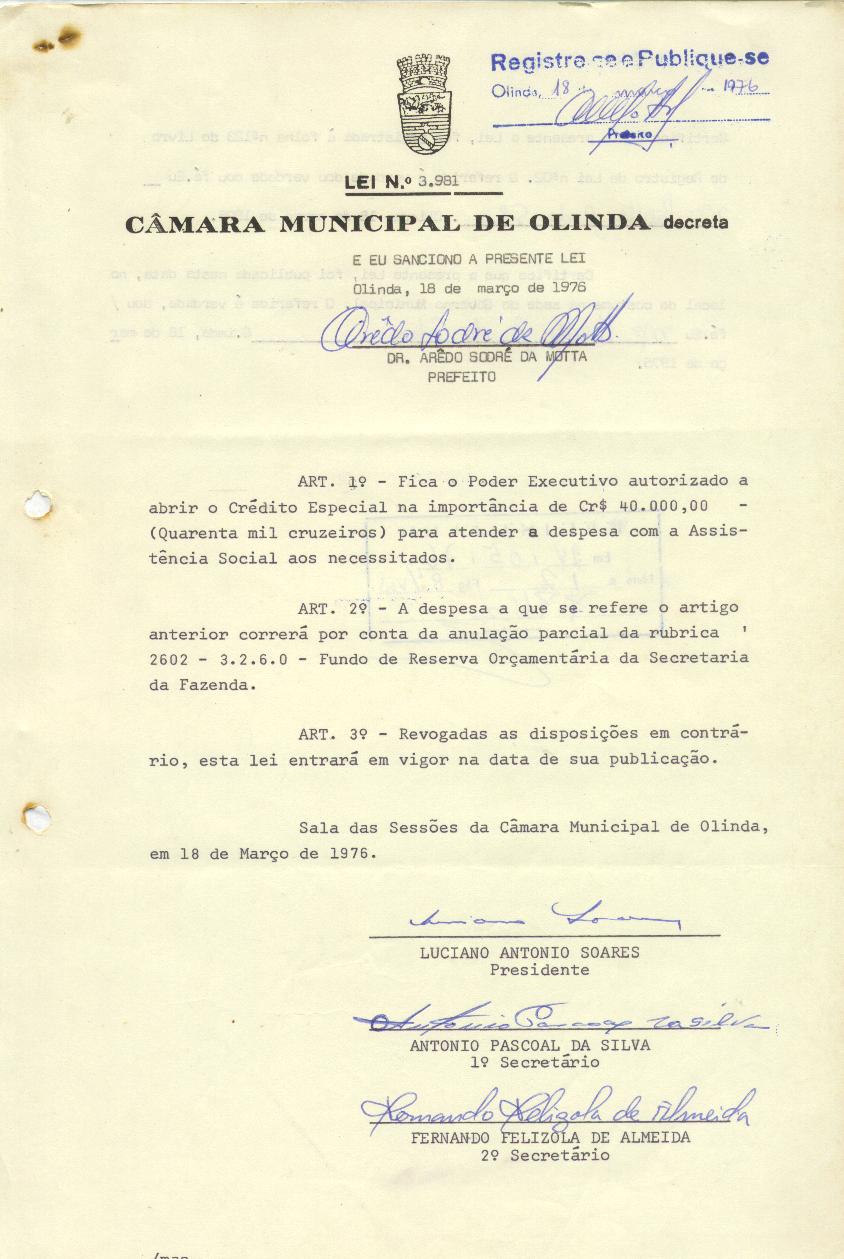 Registre-se e Publique-se
Olinda, 18 de março de 1976
Prefeito
LEI N.º 3.981
CÂMARA MUNICIPAL DE OLINDA decreta
E EU SANCIONO A PRESENTE LEI
Olinda, 18 de março de 1976
Arêdo Sodré da Motta
DR. ARÊDO SODRÉ DA MOTTA
PREFEITO
ART. 1º - Fica o Poder Executivo autorizado a
abrir o Crédito Especial na importância de Cr$ 40.000,00 -
(Quarenta mil cruzeiros) para atender a despesa com a Assis-
tência Social aos necessitados.
ART. 2º - A despesa a que se refere o artigo
anterior correrá por conta da anulação parcial da rubrica '
2602 - 3.2.6.0 - Fundo de Reserva Orçamentária da Secretaria
da Fazenda.
ART. 3º - Revogadas as disposições em contrá-
rio, esta lei entrará em vigor na data de sua publicação.
Sala das Sessões da Câmara Municipal de Olinda,
em 18 de Março de 1976.
Luciano Soares
LUCIANO ANTONIO SOARES
Presidente
Antonio Pascoal da Silva
ANTONIO PASCOAL DA SILVA
1º Secretário
Fernando Felizola de Almeida
FERNANDO FELIZOLA DE ALMEIDA
2º Secretário